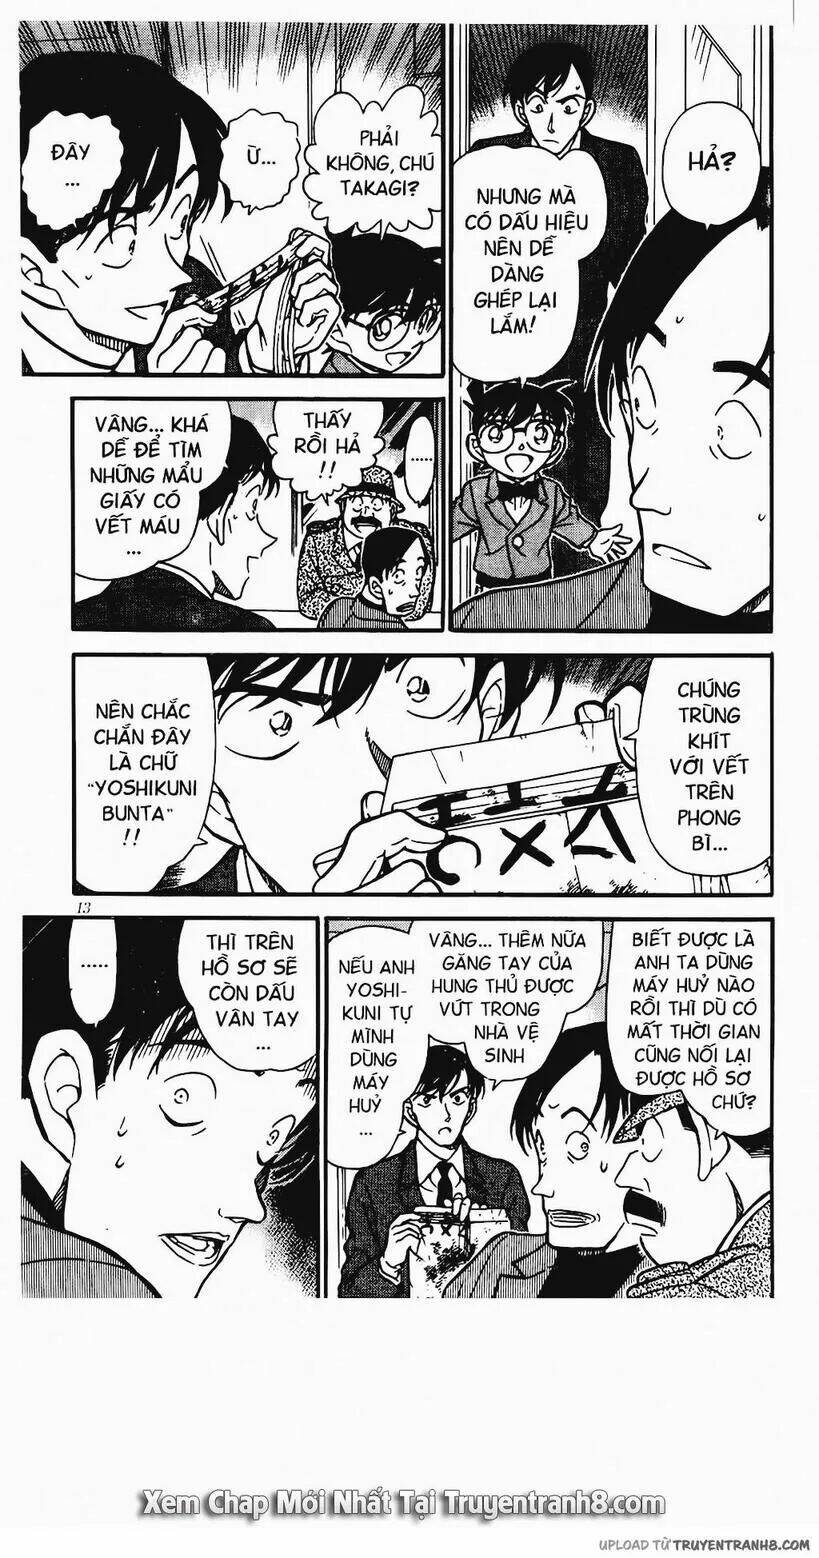 HẢ?
NHƯNG MÀ
CÓ DẤU HIỆU
NÊN DỄ
DÀNG
GHÉP LẠI
LẮM!
PHẢI
KHÔNG, CHÚ
TAKAGI?
Ừ...
ĐÂY
...
......
THẤY
RỒI HẢ
!!
VÂNG... KHÁ
DỄ ĐỂ TÌM
NHỮNG MẨU
GIẤY CÓ
VẾT MÁU
...
CHÚNG
TRÙNG
KHÍT
VỚI VẾT
TRÊN
PHONG
BÌ...
NÊN CHẮC
CHẮN ĐÂY
LÀ CHỮ
"YOSHIKUNI
BUNTA"
!!
13
BIẾT ĐƯỢC LÀ
ANH TA DÙNG
MÁY HUỶ NÀO
RỒI THÌ DÙ CÓ
MẤT THỜI GIAN
CŨNG NỐI LẠI
ĐƯỢC HỒ SƠ
CHỨ?
VÂNG... THÊM NỮA
GĂNG TAY CỦA
HUNG THỦ ĐƯỢC
VỨT TRONG
NHÀ VỆ
SINH
NẾU ANH
YOSHI-
KUNI TỰ
MÌNH
DÙNG
MÁY
HUỶ
...
THÌ TRÊN
HỒ SƠ SẼ
CÒN DẤU
VÂN TAY
...
.....
Xem Chap Mới Nhất Tại Truyentranh8.com
UPLOAD TỪ TRUYENTRANH8.COM